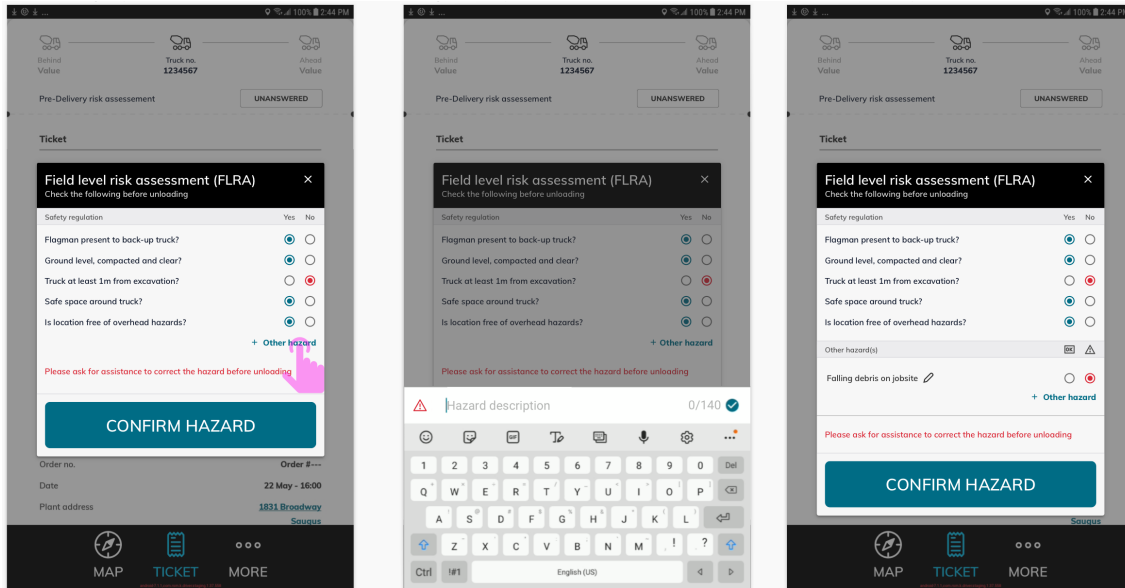 100% 2:44 PM
Behind Truck no. Ahead
Value 1234567 Value
Pre-Delivery risk assessement UNANSWERED
Ticket
Field level risk assessment (FLRA) ×
Check the following before unloading
Safety regulation Yes No
Flagman present to back-up truck?
Ground level, compacted and clear?
Truck at least 1m from excavation?
Safe space around truck?
Is location free of overhead hazards?
+ Other hazard
Please ask for assistance to correct the hazard before unloading
CONFIRM HAZARD
Order no. Order #---
Date 22 May - 16:00
Plant address 1831 Broadway
Saugus
MAP TICKET MORE
100% 2:44 PM
Behind Truck no. Ahead
Value 1234567 Value
Pre-Delivery risk assessement UNANSWERED
Ticket
Field level risk assessment (FLRA) ×
Check the following before unloading
Safety regulation Yes No
Flagman present to back-up truck?
Ground level, compacted and clear?
Truck at least 1m from excavation?
Safe space around truck?
Is location free of overhead hazards?
+ Other hazard
Please ask for assistance to correct the hazard before unloading
Hazard description 0/140
GIF
1 2 3 4 5 6 7 8 9 0 Del
Q W E R T Y U I O P
A S D F G H J K L
Z X C V B N M , ! . ?
Ctrl !#1 English (US)
100% 2:44 PM
Behind Truck no. Ahead
Value 1234567 Value
Pre-Delivery risk assessement UNANSWERED
Ticket
Field level risk assessment (FLRA) ×
Check the following before unloading
Safety regulation Yes No
Flagman present to back-up truck?
Ground level, compacted and clear?
Truck at least 1m from excavation?
Safe space around truck?
Is location free of overhead hazards?
Other hazard(s) OK
Falling debris on jobsite
+ Other hazard
Please ask for assistance to correct the hazard before unloading
CONFIRM HAZARD
Saugus
MAP TICKET MORE